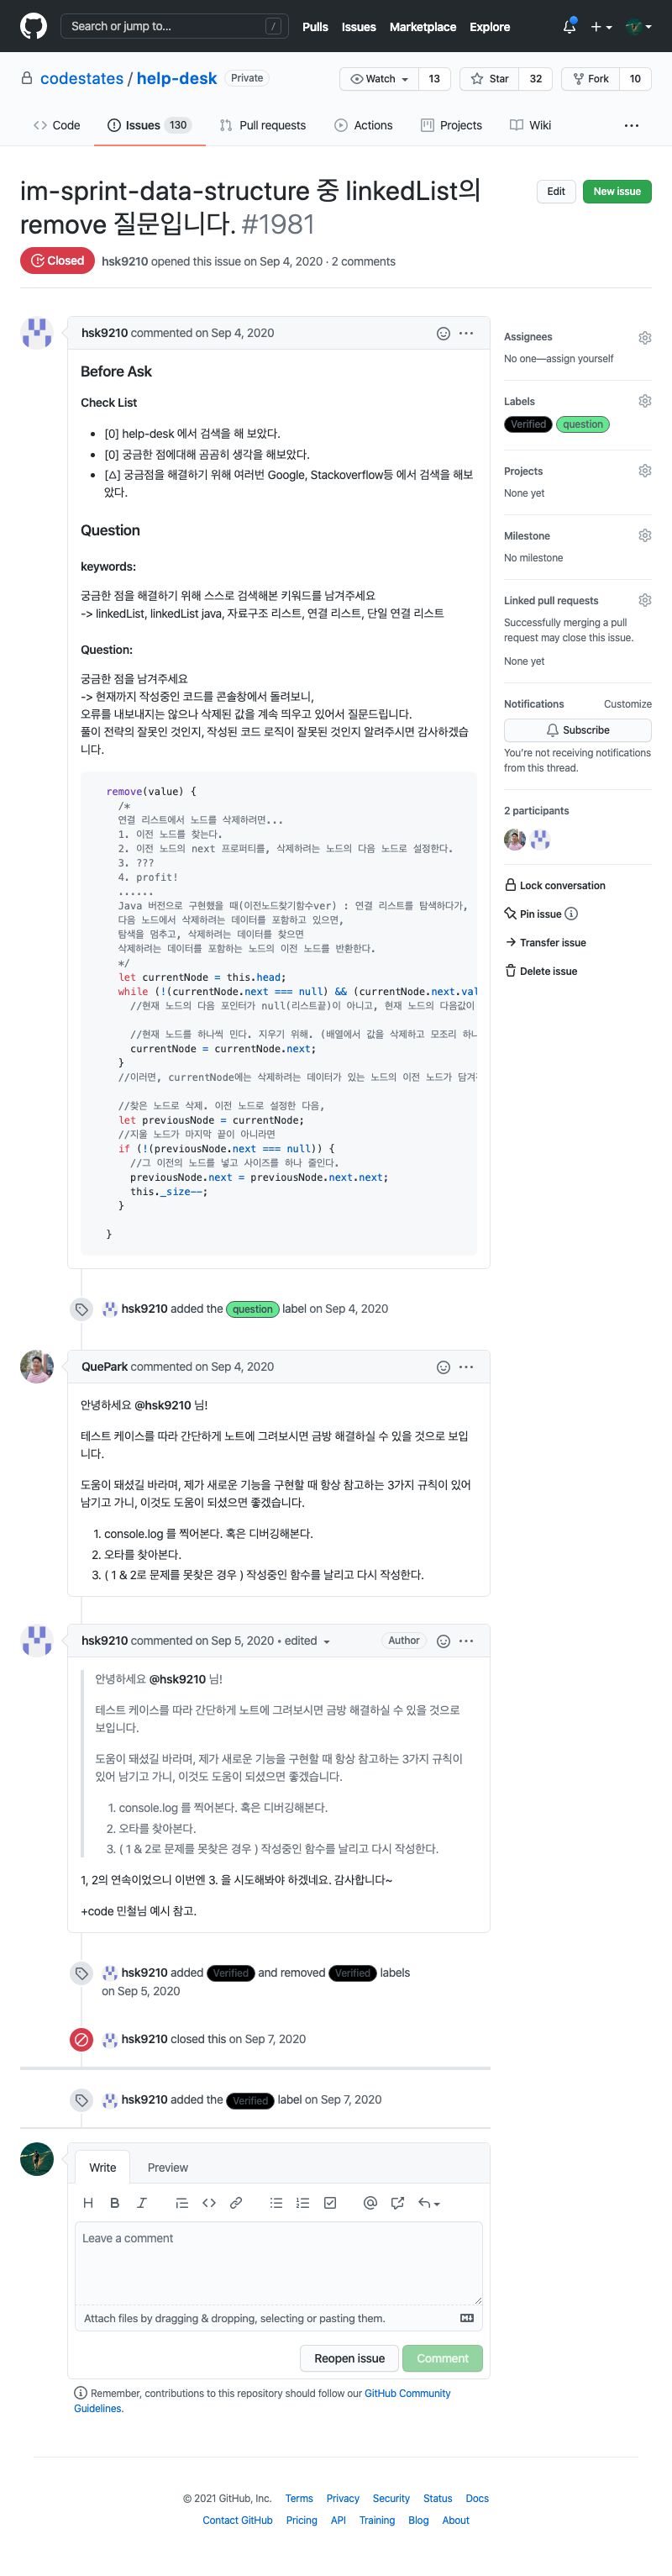 Search or jump to...
/
Pulls
Issues
Marketplace
Explore
codestates / help-desk
Private
Watch
13
Star
32
Fork
10
Code
Issues 130
Pull requests
Actions
Projects
Wiki
im-sprint-data-structure 중 linkedList의
remove 질문입니다. #1981
Edit
New issue
Closed
hsk9210 opened this issue on Sep 4, 2020 · 2 comments
hsk9210 commented on Sep 4, 2020
Before Ask
Check List
• [0] help-desk 에서 검색을 해 보았다.
• [0] 궁금한 점에대해 곰곰히 생각을 해보았다.
• [△] 궁금점을 해결하기 위해 여러번 Google, Stackoverflow등 에서 검색을 해보
았다.
Question
keywords:
궁금한 점을 해결하기 위해 스스로 검색해본 키워드를 남겨주세요
-> linkedList, linkedList java, 자료구조 리스트, 연결 리스트, 단일 연결 리스트
Question:
궁금한 점을 남겨주세요
-> 현재까지 작성중인 코드를 콘솔창에서 돌려보니,
오류를 내보내지는 않으나 삭제된 값을 계속 띄우고 있어서 질문드립니다.
풀이 전략의 잘못인 것인지, 작성된 코드 로직이 잘못된 것인지 알려주시면 감사하겠습
니다.
remove(value) {
/*
연결 리스트에서 노드를 삭제하려면...
1. 이전 노드를 찾는다.
2. 이전 노드의 next 프로퍼티를, 삭제하려는 노드의 다음 노드로 설정한다.
3. ???
4. profit!
......
Java 버전으로 구현했을 때(이전노드찾기함수ver) : 연결 리스트를 탐색하다가,
다음 노드에서 삭제하려는 데이터를 포함하고 있으면,
탐색을 멈추고, 삭제하려는 데이터를 찾으면
삭제하려는 데이터를 포함하는 노드의 이전 노드를 반환한다.
*/
let currentNode = this.head;
while (!(currentNode.next === null) && (currentNode.next.val
//현재 노드의 다음 포인터가 null(리스트끝)이 아니고, 현재 노드의 다음값이
//현재 노드를 하나씩 민다. 지우기 위해. (배열에서 값을 삭제하고 모조리 하나
currentNode = currentNode.next;
}
//이러면, currentNode에는 삭제하려는 데이터가 있는 노드의 이전 노드가 담겨
//찾은 노드로 삭제. 이전 노드로 설정한 다음,
let previousNode = currentNode;
//지울 노드가 마지막 끝이 아니라면
if (!(previousNode.next === null)) {
//그 이전의 노드를 넣고 사이즈를 하나 줄인다.
previousNode.next = previousNode.next.next;
this._size--;
}
}
Assignees
No one—assign yourself
Labels
Verified
question
Projects
None yet
Milestone
No milestone
Linked pull requests
Successfully merging a pull
request may close this issue.
None yet
Notifications
Customize
Subscribe
You're not receiving notifications
from this thread.
2 participants
Lock conversation
Pin issue
Transfer issue
Delete issue
hsk9210 added the question label on Sep 4, 2020
QuePark commented on Sep 4, 2020
안녕하세요 @hsk9210 님!
테스트 케이스를 따라 간단하게 노트에 그려보시면 금방 해결하실 수 있을 것으로 보입
니다.
도움이 돼셨길 바라며, 제가 새로운 기능을 구현할 때 항상 참고하는 3가지 규칙이 있어
남기고 가니, 이것도 도움이 되셨으면 좋겠습니다.
1. console.log 를 찍어본다. 혹은 디버깅해본다.
2. 오타를 찾아본다.
3. ( 1 & 2로 문제를 못찾은 경우 ) 작성중인 함수를 날리고 다시 작성한다.
hsk9210 commented on Sep 5, 2020 • edited
Author
안녕하세요 @hsk9210 님!
테스트 케이스를 따라 간단하게 노트에 그려보시면 금방 해결하실 수 있을 것으로
보입니다.
도움이 돼셨길 바라며, 제가 새로운 기능을 구현할 때 항상 참고하는 3가지 규칙이
있어 남기고 가니, 이것도 도움이 되셨으면 좋겠습니다.
1. console.log 를 찍어본다. 혹은 디버깅해본다.
2. 오타를 찾아본다.
3. ( 1 & 2로 문제를 못찾은 경우 ) 작성중인 함수를 날리고 다시 작성한다.
1, 2의 연속이었으니 이번엔 3. 을 시도해봐야 하겠네요. 감사합니다~
+code 민철님 예시 참고.
hsk9210 added Verified and removed Verified labels
on Sep 5, 2020
hsk9210 closed this on Sep 7, 2020
hsk9210 added the Verified label on Sep 7, 2020
Write
Preview
Leave a comment
Attach files by dragging & dropping, selecting or pasting them.
Reopen issue
Comment
Remember, contributions to this repository should follow our GitHub Community
Guidelines.
© 2021 GitHub, Inc.
Terms
Privacy
Security
Status
Docs
Contact GitHub
Pricing
API
Training
Blog
About